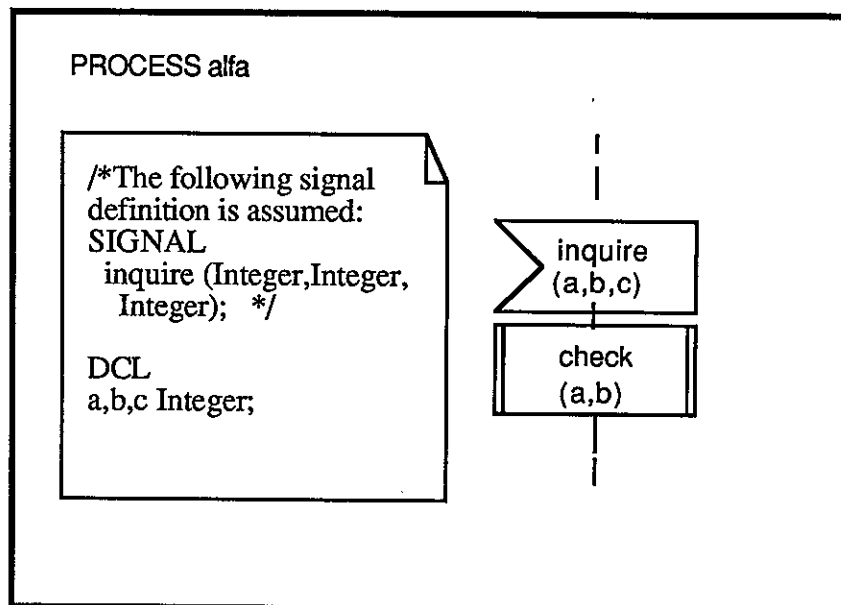 PROCESS alfa
/*The following signal
definition is assumed:
SIGNAL
inquire (Integer,Integer,
Integer);   */
DCL
a,b,c Integer;
inquire
(a,b,c)
check
(a,b)